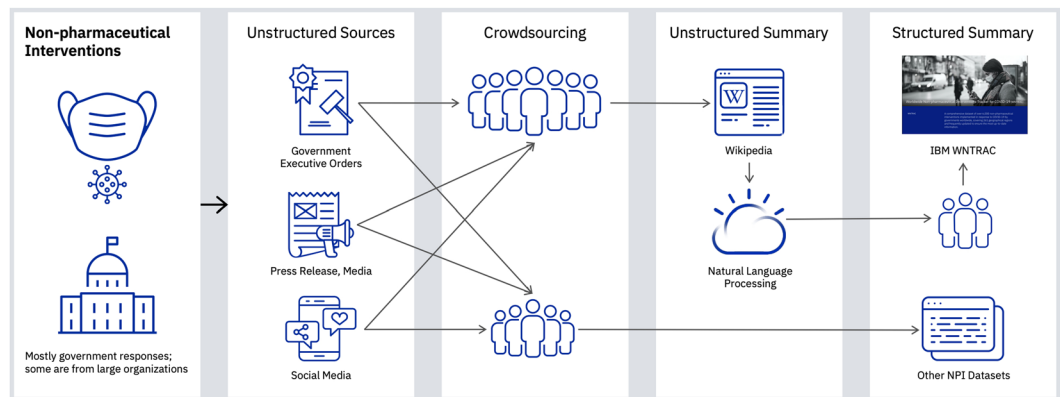 Non-pharmaceutical
Interventions
Mostly government responses;
some are from large organizations
Unstructured Sources
Government
Executive Orders
Press Release, Media
Social Media
Crowdsourcing
Unstructured Summary
W
Wikipedia
Natural Language
Processing
Structured Summary
IBM WNTRAC
Other NPI Datasets